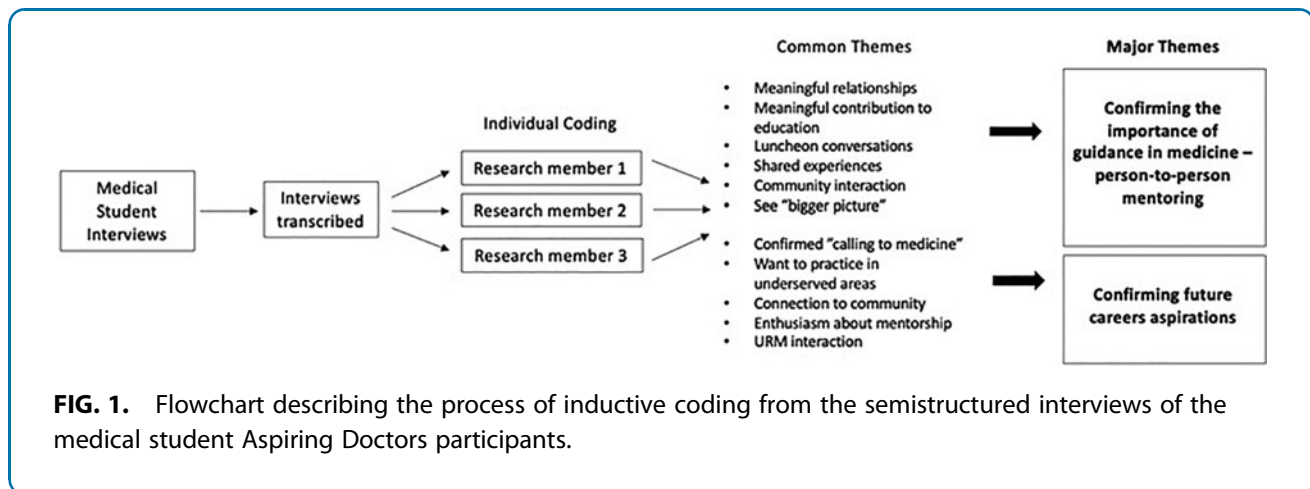 Medical
Student
Interviews
Interviews
transcribed
Individual Coding
Research member 1
Research member 2
Research member 3
Common Themes
• Meaningful relationships
• Meaningful contribution to
education
• Luncheon conversations
• Shared experiences
• Community interaction
• See "bigger picture"
• Confirmed "calling to medicine"
• Want to practice in
underserved areas
• Connection to community
• Enthusiasm about mentorship
• URM interaction
Major Themes
Confirming the
importance of
guidance in medicine –
person-to-person
mentoring
Confirming future
careers aspirations
FIG. 1. Flowchart describing the process of inductive coding from the semistructured interviews of the
medical student Aspiring Doctors participants.